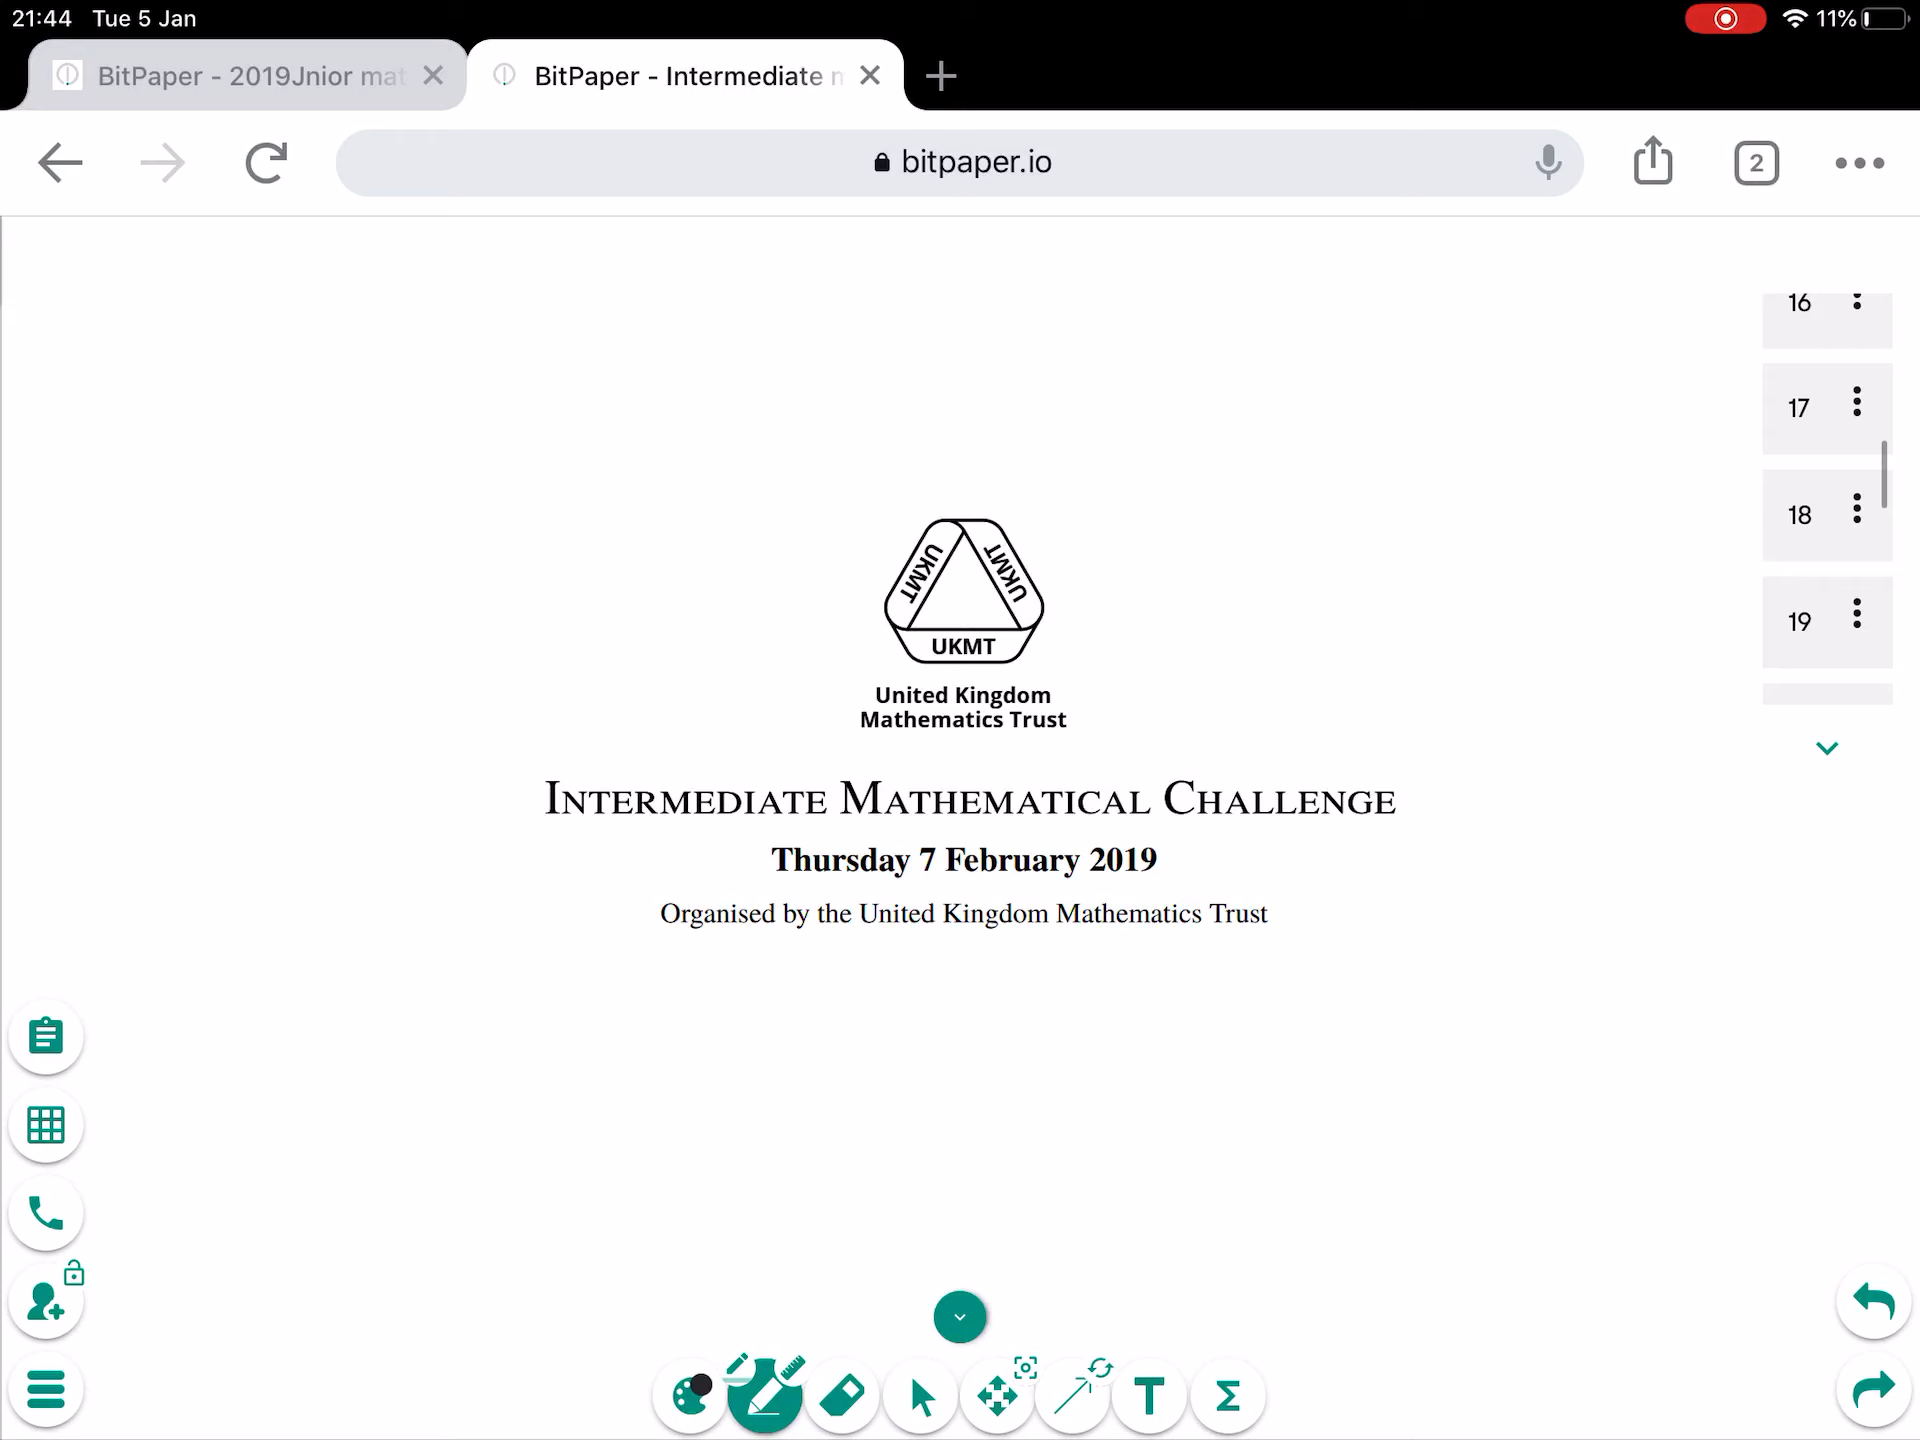 21:44 Tue 5 Jan 11%
BitPaper - 2019Jnior mat
BitPaper - Intermediate n
bitpaper.io
2
16
17
18
19
UKMT
UKMT
UKMT
United Kingdom
Mathematics Trust
INTERMEDIATE MATHEMATICAL CHALLENGE
Thursday 7 February 2019
Organised by the United Kingdom Mathematics Trust
T
Σ